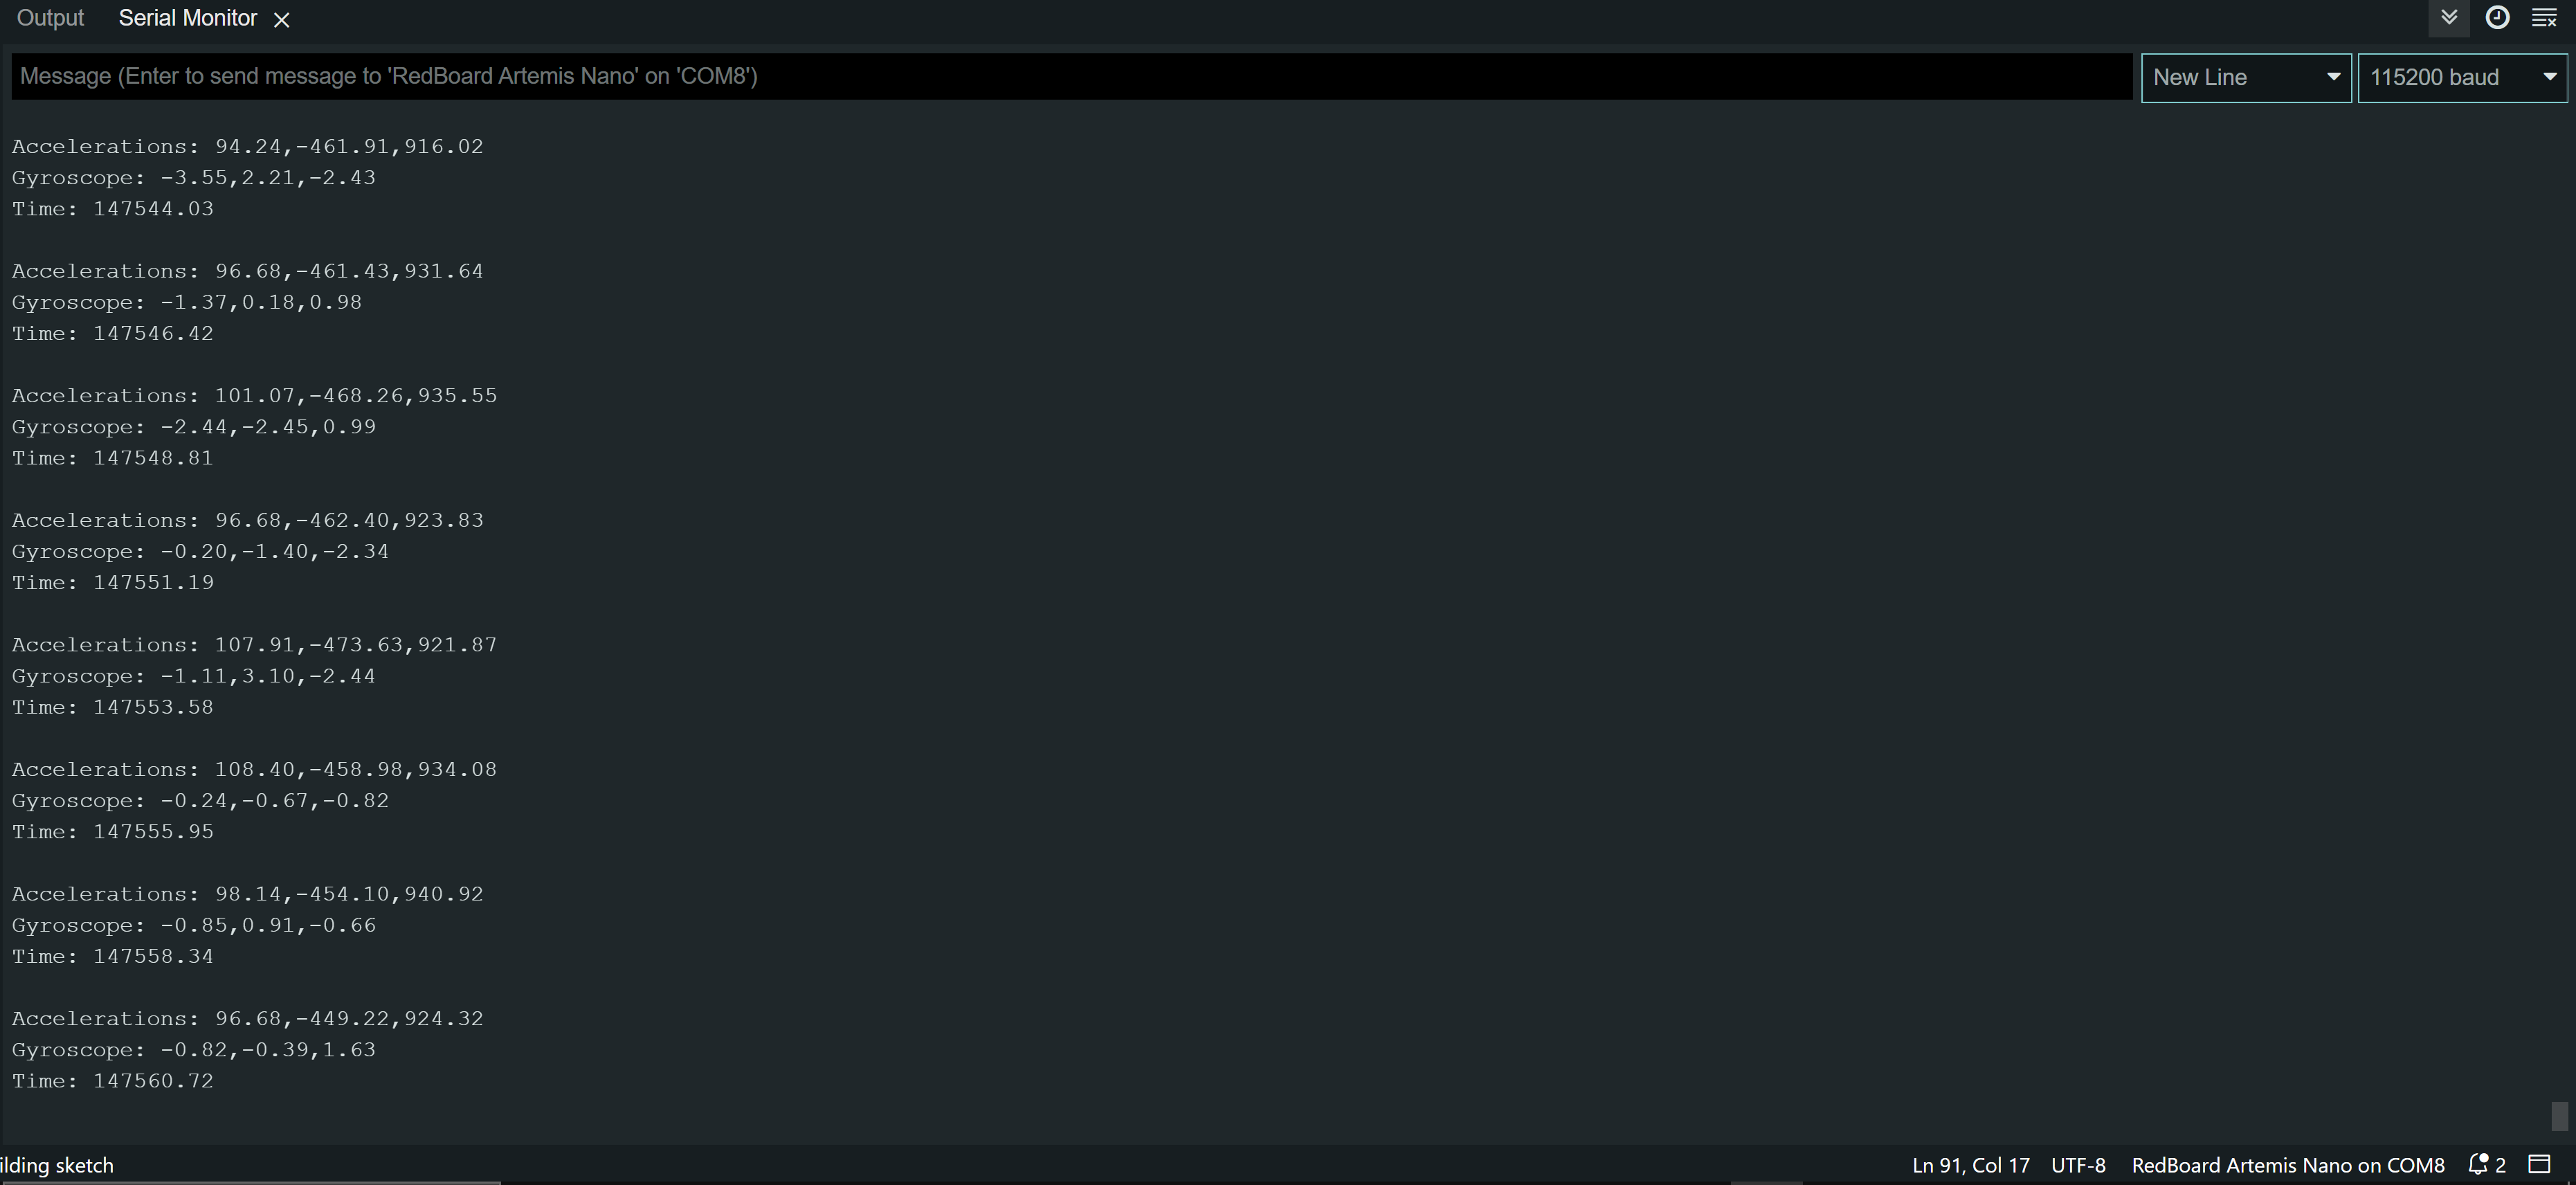 Output Serial Monitor
Message (Enter to send message to 'RedBoard Artemis Nano' on 'COM8') New Line 115200 baud
Accelerations: 94.24,-461.91,916.02
Gyroscope: -3.55,2.21,-2.43
Time: 147544.03
Accelerations: 96.68,-461.43,931.64
Gyroscope: -1.37,0.18,0.98
Time: 147546.42
Accelerations: 101.07,-468.26,935.55
Gyroscope: -2.44,-2.45,0.99
Time: 147548.81
Accelerations: 96.68,-462.40,923.83
Gyroscope: -0.20,-1.40,-2.34
Time: 147551.19
Accelerations: 107.91,-473.63,921.87
Gyroscope: -1.11,3.10,-2.44
Time: 147553.58
Accelerations: 108.40,-458.98,934.08
Gyroscope: -0.24,-0.67,-0.82
Time: 147555.95
Accelerations: 98.14,-454.10,940.92
Gyroscope: -0.85,0.91,-0.66
Time: 147558.34
Accelerations: 96.68,-449.22,924.32
Gyroscope: -0.82,-0.39,1.63
Time: 147560.72
ilding sketch Ln 91, Col 17 UTF-8 RedBoard Artemis Nano on COM8 2